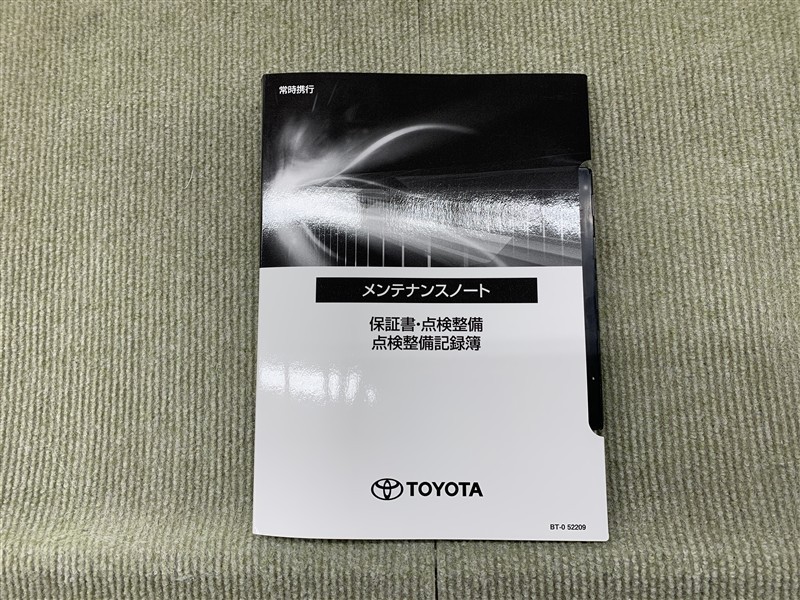 常時携行
メンテナンスノート
保証書・点検整備
点検整備記録簿
TOYOTA
BT-0 52209